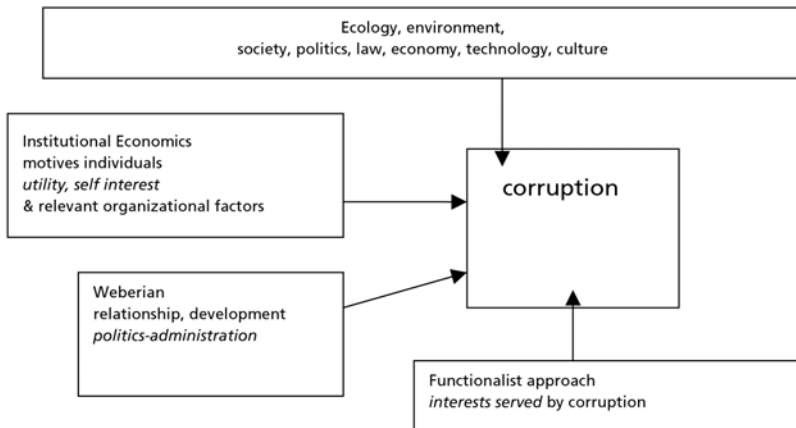 Ecology, environment,
society, politics, law, economy, technology, culture
Institutional Economics
motives individuals
utility, self interest
& relevant organizational factors
corruption
Weberian
relationship, development
politics-administration
Functionalist approach
interests served by corruption